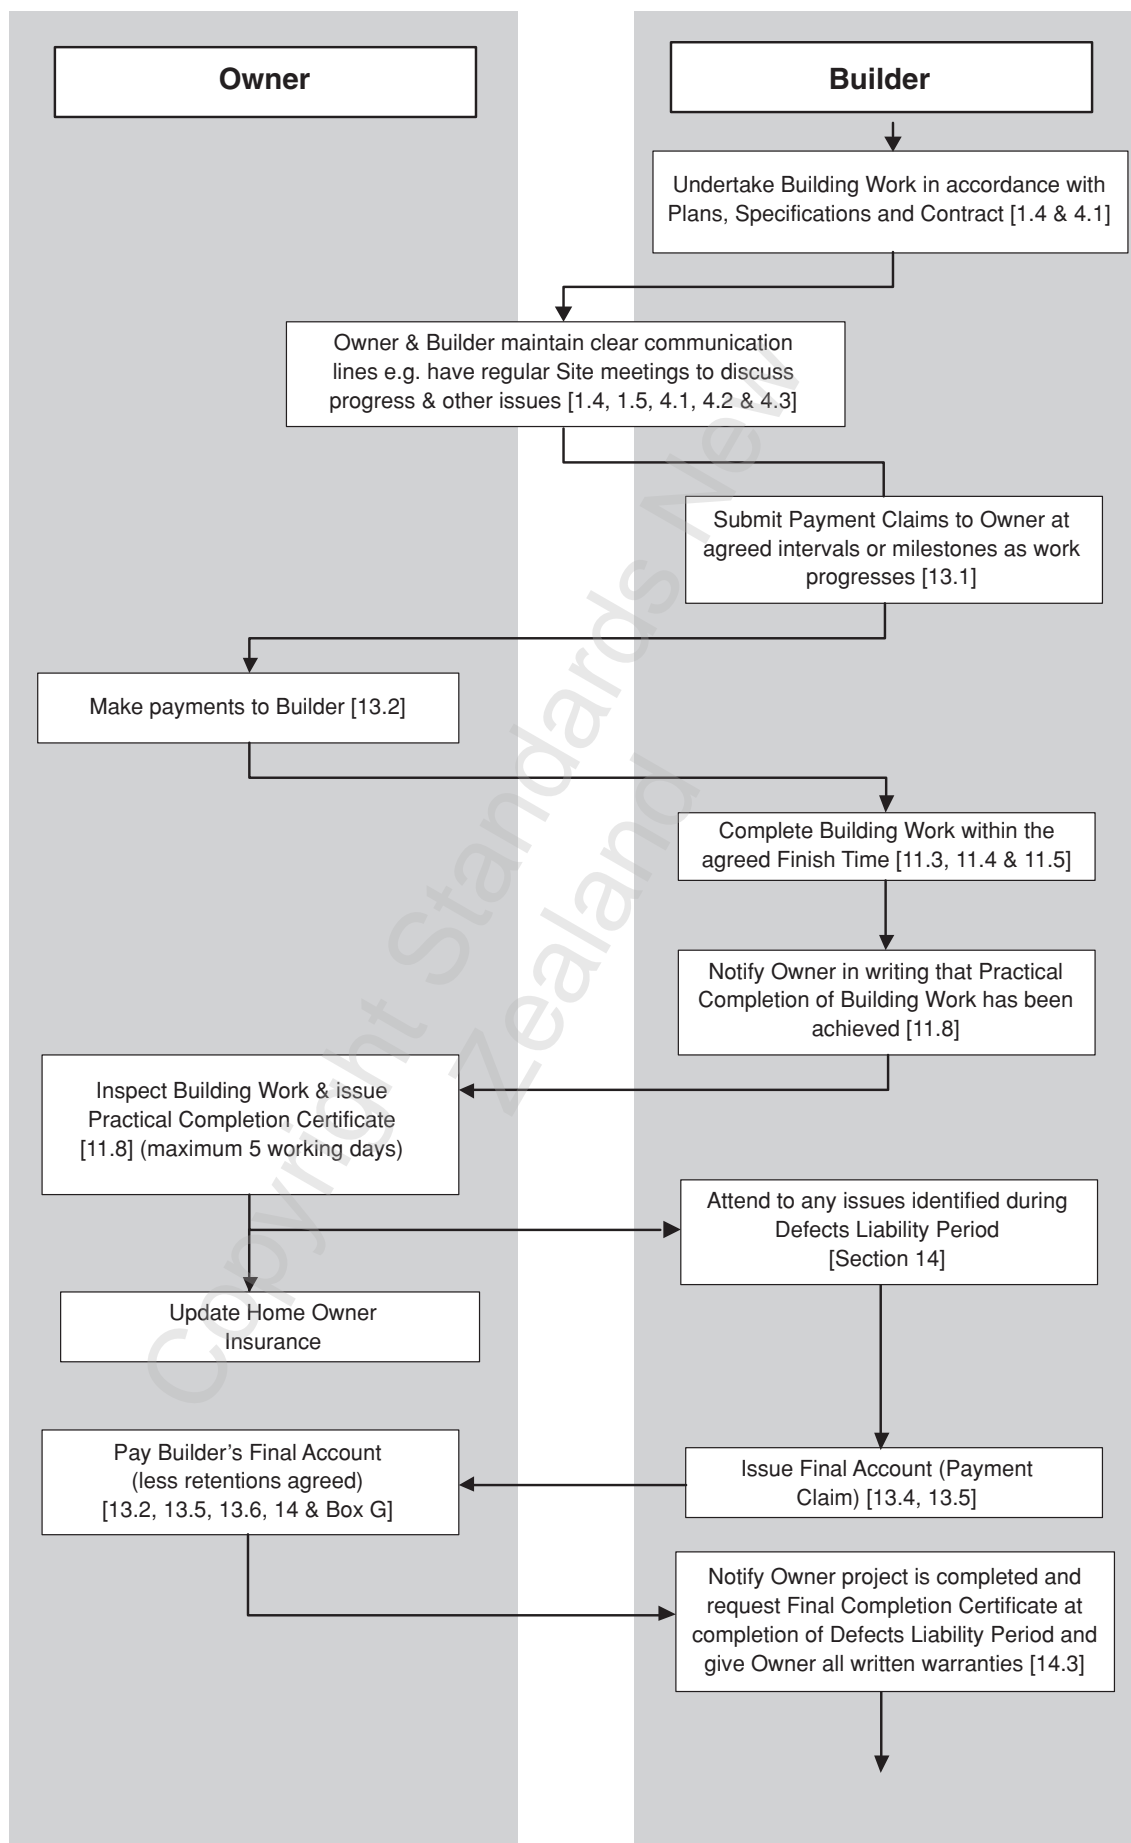 Owner
Builder
Undertake Building Work in accordance with
Plans, Specifications and Contract [1.4 & 4.1]
Owner & Builder maintain clear communication
lines e.g. have regular Site meetings to discuss
progress & other issues [1.4, 1.5, 4.1, 4.2 & 4.3]
Submit Payment Claims to Owner at
agreed intervals or milestones as work
progresses [13.1]
Make payments to Builder [13.2]
Complete Building Work within the
agreed Finish Time [11.3, 11.4 & 11.5]
Notify Owner in writing that Practical
Completion of Building Work has been
achieved [11.8]
Inspect Building Work & issue
Practical Completion Certificate
[11.8] (maximum 5 working days)
Attend to any issues identified during
Defects Liability Period
[Section 14]
Update Home Owner
Insurance
Pay Builder’s Final Account
(less retentions agreed)
[13.2, 13.5, 13.6, 14 & Box G]
Issue Final Account (Payment
Claim) [13.4, 13.5]
Notify Owner project is completed and
request Final Completion Certificate at
completion of Defects Liability Period and
give Owner all written warranties [14.3]
Copyright Standards New
Zealand